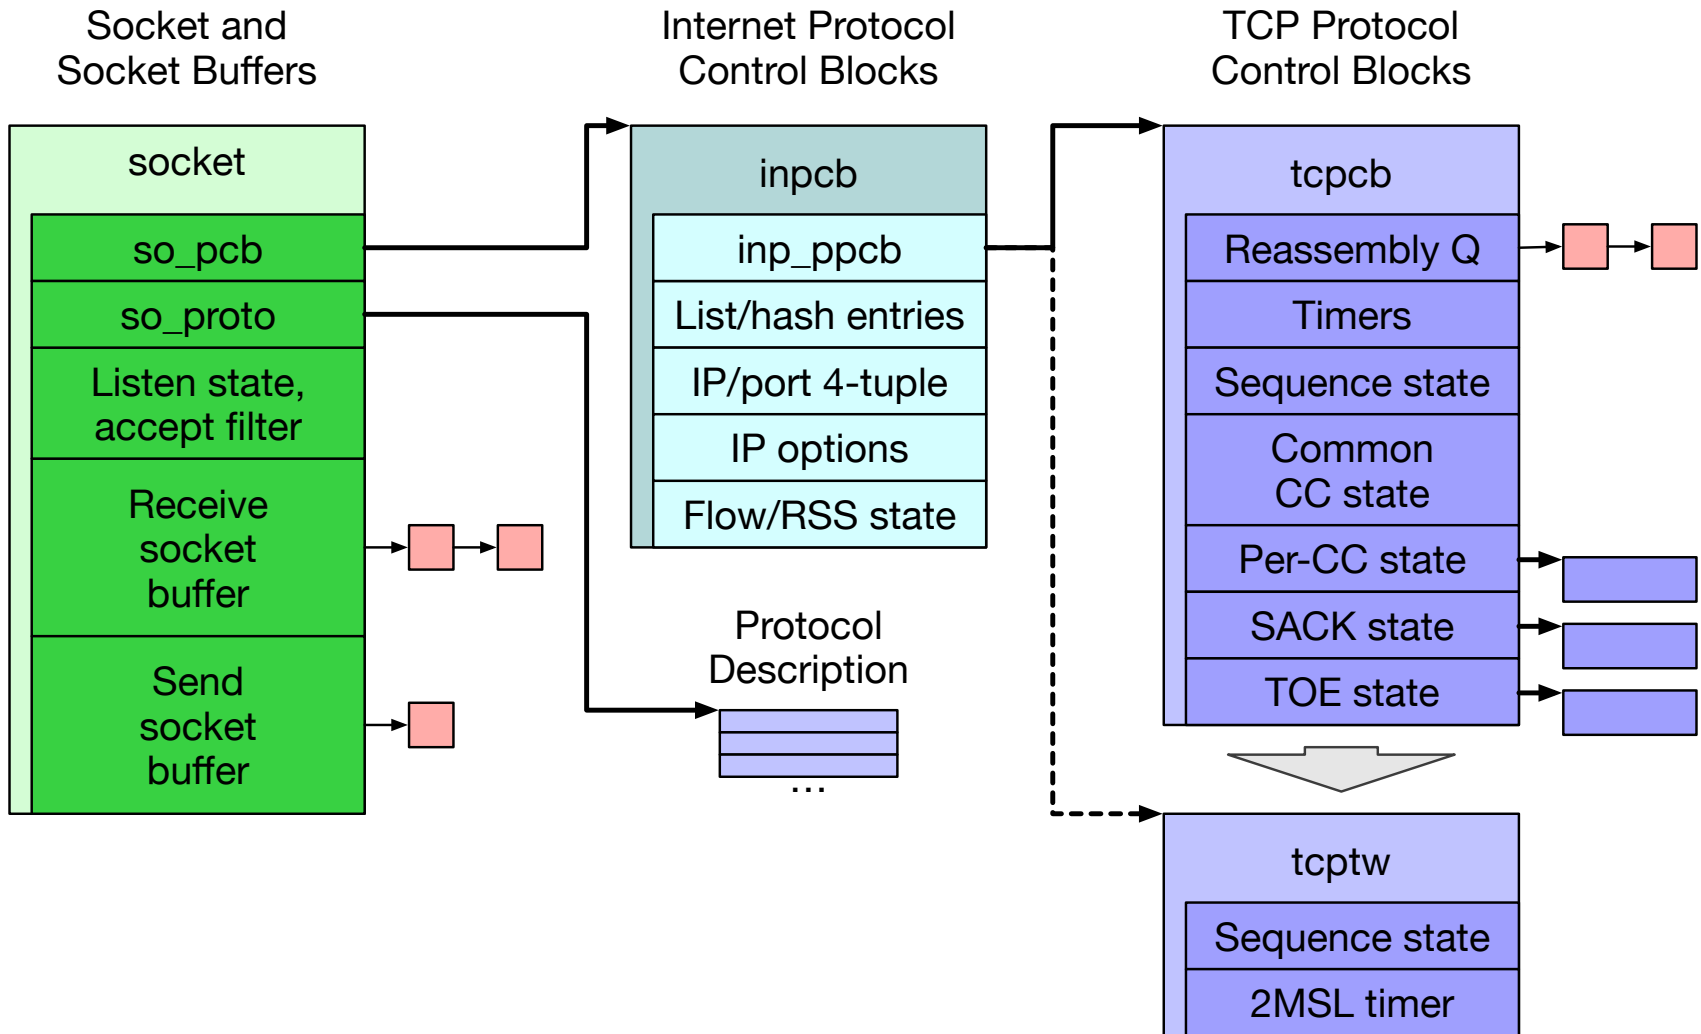 Socket and
Socket Buffers
socket
so_pcb
so_proto
Listen state,
accept filter
Receive
socket
buffer
Send
socket
buffer
Internet Protocol
Control Blocks
inpcb
inp_ppcb
List/hash entries
IP/port 4-tuple
IP options
Flow/RSS state
Protocol
Description
...
TCP Protocol
Control Blocks
tcpcb
Reassembly Q
Timers
Sequence state
Common
CC state
Per-CC state
SACK state
TOE state
tcptw
Sequence state
2MSL timer